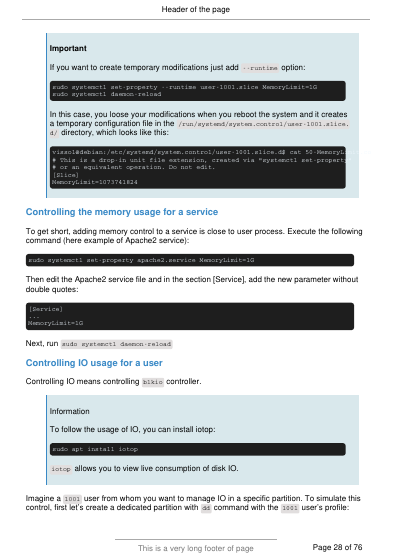 Header of the page
Important
If you want to create temporary modifications just add --runtime option:
sudo systemctl set-property --runtime user-1001.slice MemoryLimit=1G
sudo systemctl daemon-reload
In this case, you loose your modifications when you reboot the system and it creates
a temporary configuration file in the /run/systemd/system.control/user-1001.slice.
d/ directory, which looks like this:
vissol@debian:/etc/systemd/system.control/user-1001.slice.d$ cat 50-MemoryLi
# This is a drop-in unit file extension, created via "systemctl set-property
# or an equivalent operation. Do not edit.
[Slice]
MemoryLimit=1073741824
Controlling the memory usage for a service
To get short, adding memory control to a service is close to user process. Execute the following
command (here example of Apache2 service):
sudo systemctl set-property apache2.service MemoryLimit=1G
Then edit the Apache2 service file and in the section [Service], add the new parameter without
double quotes:
[Service]
...
MemoryLimit=1G
Next, run sudo systemctl daemon-reload
Controlling IO usage for a user
Controlling IO means controlling blkio controller.
Information
To follow the usage of IO, you can install iotop:
sudo apt install iotop
iotop allows you to view live consumption of disk IO.
Imagine a 1001 user from whom you want to manage IO in a specific partition. To simulate this
control, first let's create a dedicated partition with dd command with the 1001 user's profile:
This is a very long footer of page
Page 28 of 76